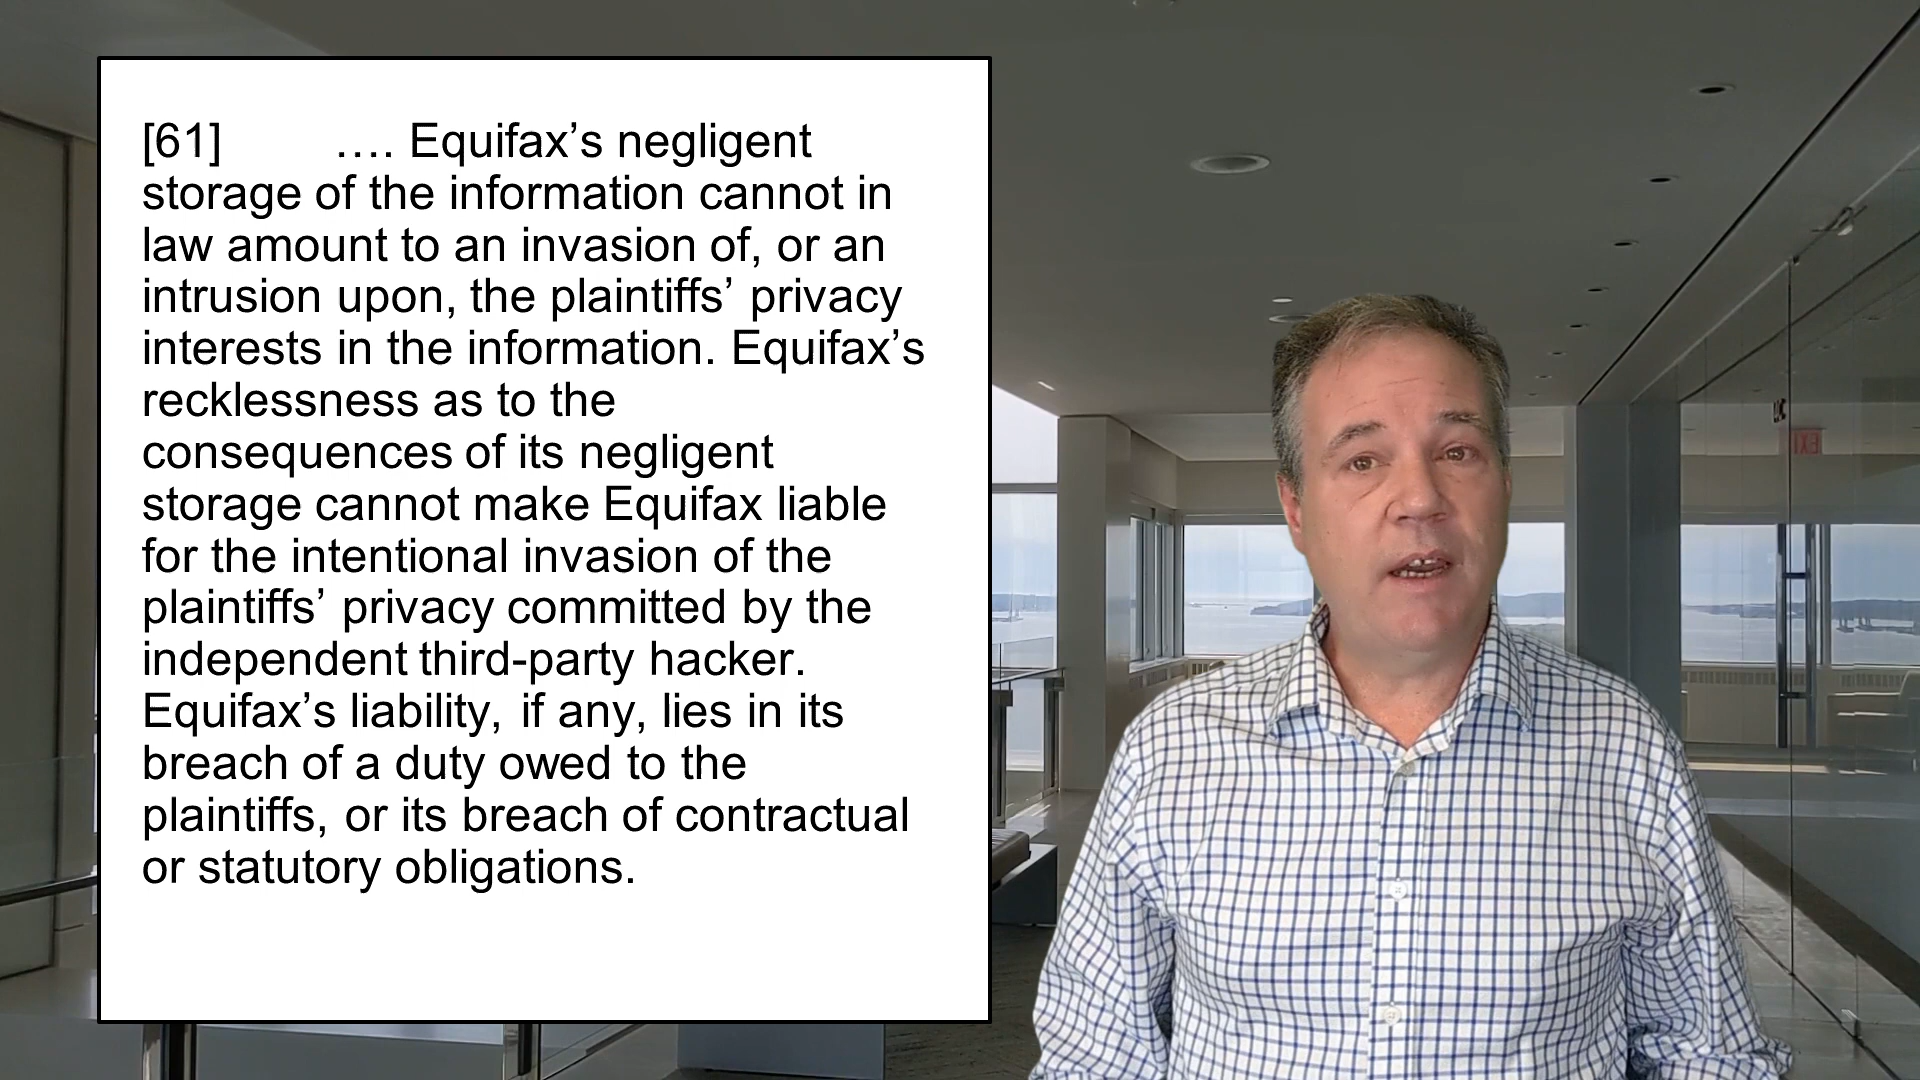 [61] …. Equifax’s negligent
storage of the information cannot in
law amount to an invasion of, or an
intrusion upon, the plaintiffs’ privacy
interests in the information. Equifax’s
recklessness as to the
consequences of its negligent
storage cannot make Equifax liable
for the intentional invasion of the
plaintiffs’ privacy committed by the
independent third-party hacker.
Equifax’s liability, if any, lies in its
breach of a duty owed to the
plaintiffs, or its breach of contractual
or statutory obligations.
EXIT